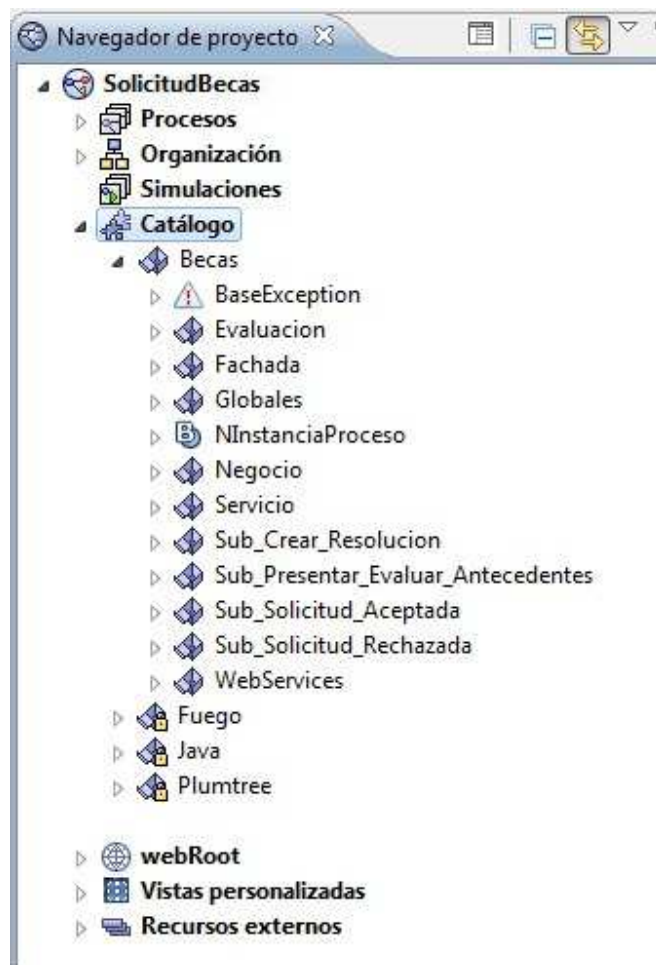 Navegador de proyecto
SolicitudBecas
Procesos
Organización
Simulaciones
Catálogo
Becas
BaseException
Evaluacion
Fachada
Globales
NInstanciaProceso
Negocio
Servicio
Sub_Crear_Resolucion
Sub_Presentar_Evaluar_Antecedentes
Sub_Solicitud_Aceptada
Sub_Solicitud_Rechazada
WebServices
Fuego
Java
Plumtree
webRoot
Vistas personalizadas
Recursos externos